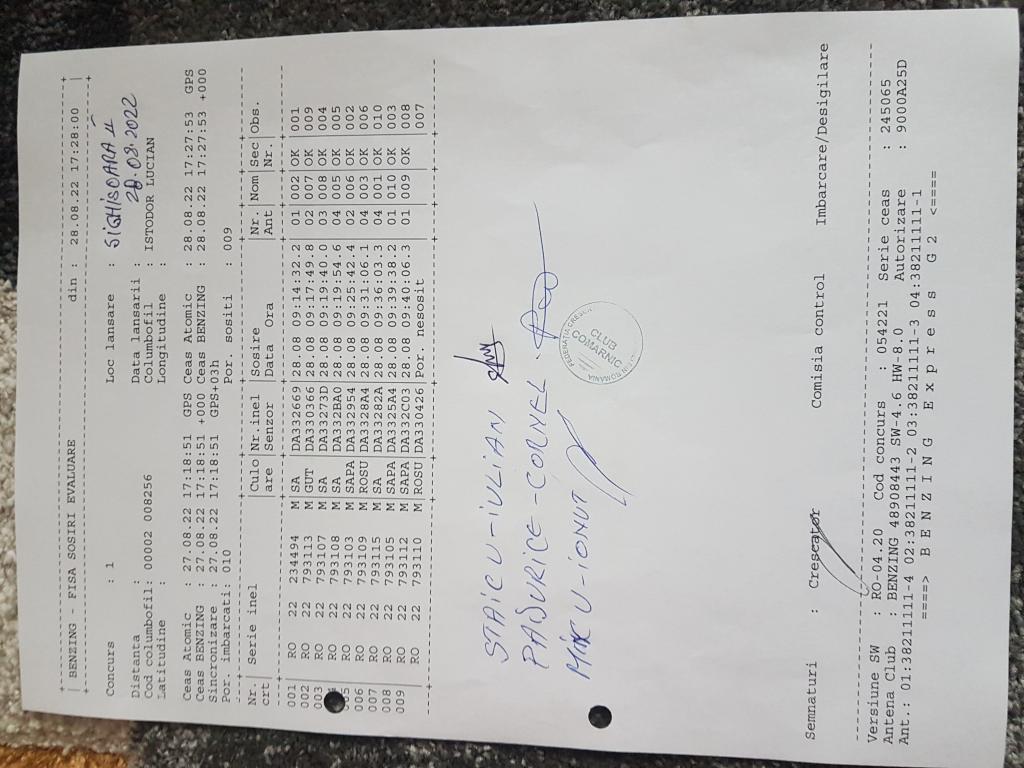 BENZING - FISA SOSIRI EVALUARE din : 28.08.22 17:28:00
Concurs : 1 Loc lansare : SIGHIȘOARA 4
Distanta : Data lansarii : 28.08.2022
Cod columbofil: 00002 008256 Columbofil : ISTODOR LUCIAN
Latitudine : Longitudine :
Ceas Atomic : 27.08.22 17:18:51 GPS Ceas Atomic : 28.08.22 17:27:53 GPS
Ceas BENZING : 27.08.22 17:18:51 +000 Ceas BENZING : 28.08.22 17:27:53 +000
Sincronizare : 27.08.22 17:18:51 GPS+03h
Por. imbarcati: 010 Por. sositi : 009
Nr. Serie inel Culo Nr.inel Sosire Nr. Nom Sec Obs.
crt are Senzor Data Ora Ant Nr.
001 RO 22 234494 M SA DA332669 28.08 09:14:32.2 01 002 OK 001
002 RO 22 793113 M GUT DA330366 28.08 09:17:49.8 02 007 OK 009
003 RO 22 793107 M SA DA33273D 28.08 09:19:40.0 03 008 OK 004
RO 22 793108 M SA DA332BA0 28.08 09:19:54.6 04 005 OK 005
005 RO 22 793103 M SAPA DA332954 28.08 09:25:42.4 02 006 OK 002
006 RO 22 793109 M ROSU DA3328A4 28.08 09:31:06.1 04 003 OK 006
007 RO 22 793115 M SA DA33282A 28.08 09:36:03.1 04 001 OK 010
008 RO 22 793105 M SAPA DA3325A4 28.08 09:39:38.2 01 010 OK 003
009 RO 22 793112 M SAPA DA332C03 28.08 09:40:06.3 01 009 OK 008
RO 22 793110 M ROSU DA330426 Por. nesosit 007
STAICU-IULIAN
PADURICE-CORNEL
MICU-IONUT
CLUB
COMARNIC
Semnaturi : Crescator Comisia control Imbarcare/Desigilare
Versiune SW : RO-04.20 Cod concurs : 054221 Serie ceas : 245065
Antena Club : BENZING 48908443 SW-4.6 HW-8.0 Autorizare : 9000A25D
Ant.: 01:38211111-4 02:38211111-2 03:38211111-3 04:38211111-1
====> B E N Z I N G E x p r e s s G 2 <====